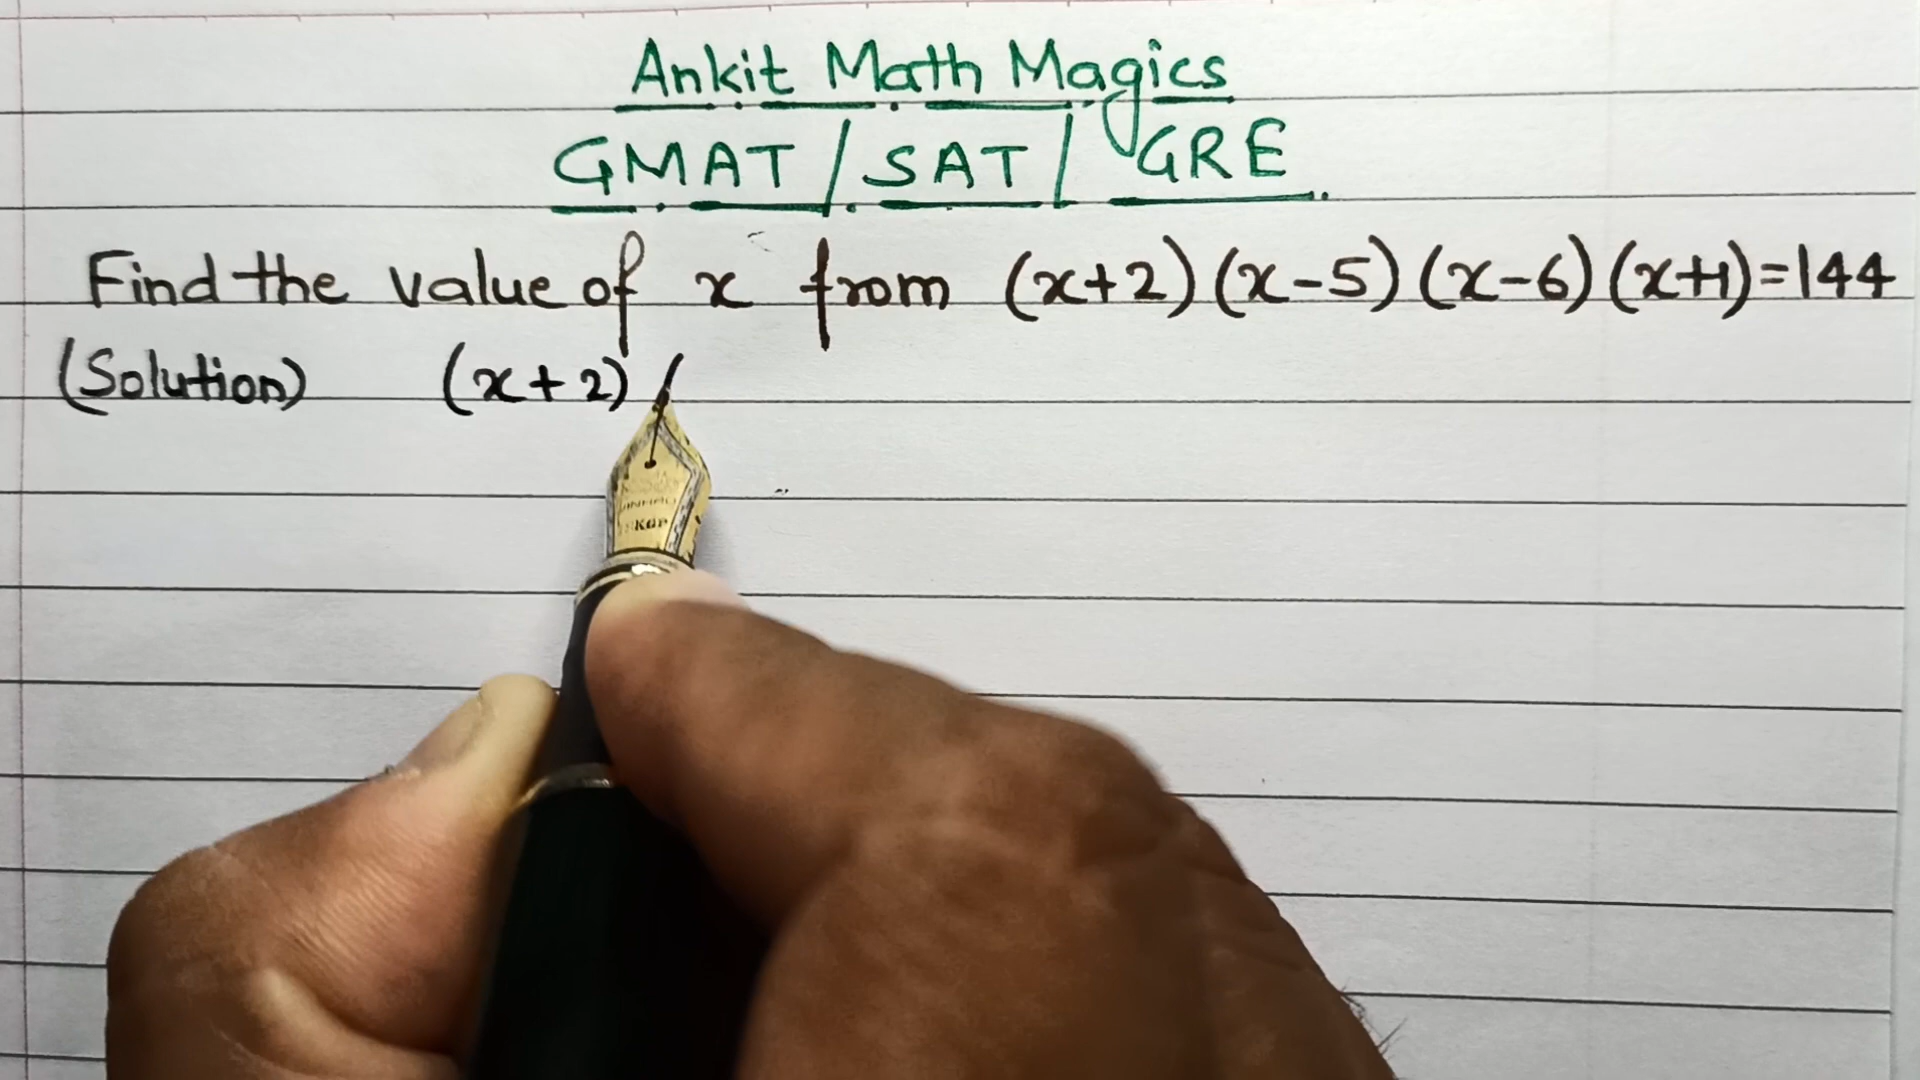 Ankit Math Magics
GMAT / SAT / GRE
Find the value of x from (x+2)(x-5)(x-6)(x+1)=144
(Solution) (x+2)(